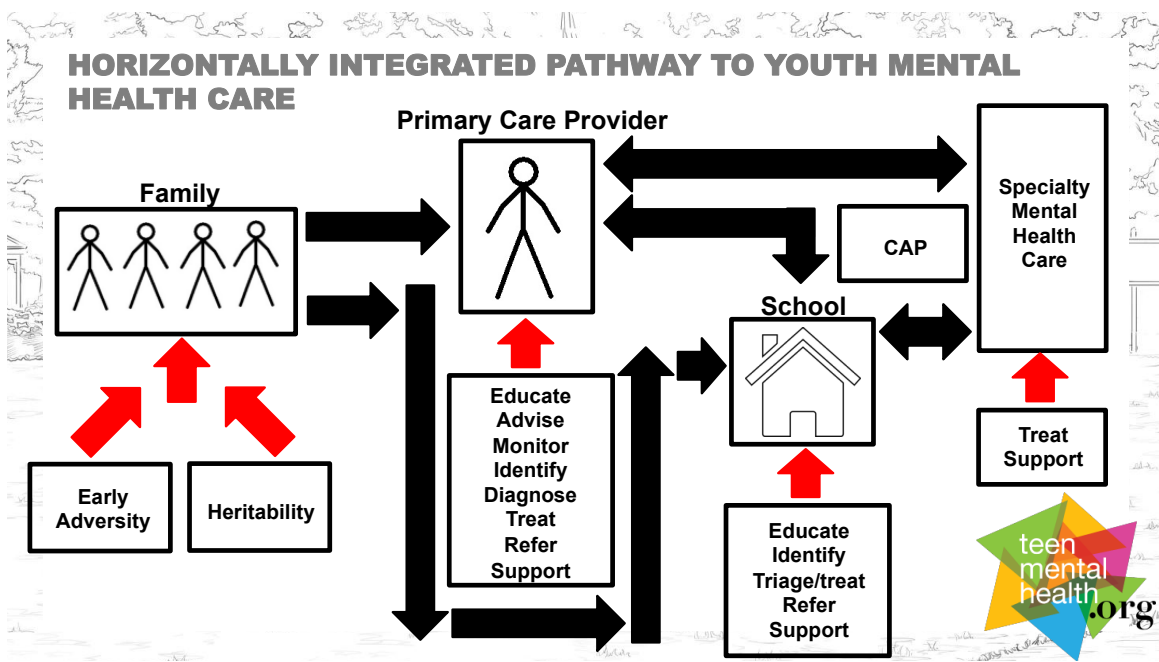 HORIZONTALLY INTEGRATED PATHWAY TO YOUTH MENTAL
HEALTH CARE
Primary Care Provider
Family
Specialty
Mental
Health
Care
CAP
School
Educate
Advise
Monitor
Identify
Diagnose
Treat
Refer
Support
Treat
Support
Early
Adversity
Heritability
Educate
Identify
Triage/treat
Refer
Support
teen
mental
health
.org